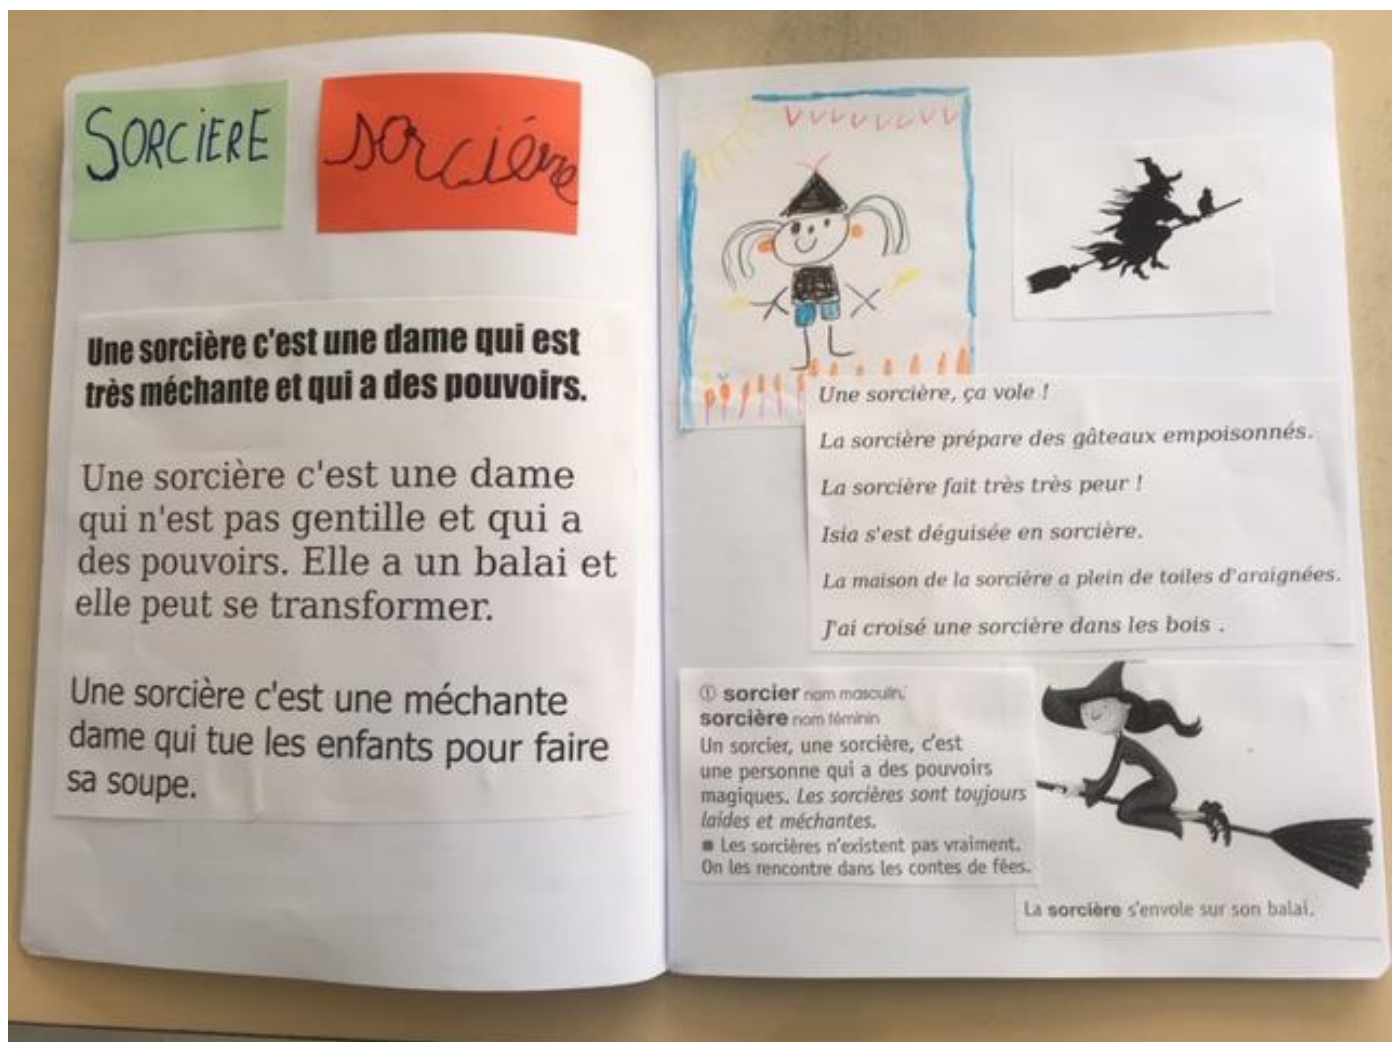 SORCIERE
sorcière
Une sorcière c'est une dame qui est
très méchante et qui a des pouvoirs.
Une sorcière c'est une dame
qui n'est pas gentille et qui a
des pouvoirs. Elle a un balai et
elle peut se transformer.
Une sorcière c'est une méchante
dame qui tue les enfants pour faire
sa soupe.
Une sorcière, ça vole !
La sorcière prépare des gâteaux empoisonnés.
La sorcière fait très très peur !
Isia s'est déguisée en sorcière.
La maison de la sorcière a plein de toiles d'araignées.
J'ai croisé une sorcière dans les bois .
① sorcier nom masculin,
sorcière nom féminin
Un sorcier, une sorcière, c'est
une personne qui a des pouvoirs
magiques. Les sorcières sont toujours
laides et méchantes.
■ Les sorcières n'existent pas vraiment.
On les rencontre dans les contes de fées.
La sorcière s'envole sur son balai.